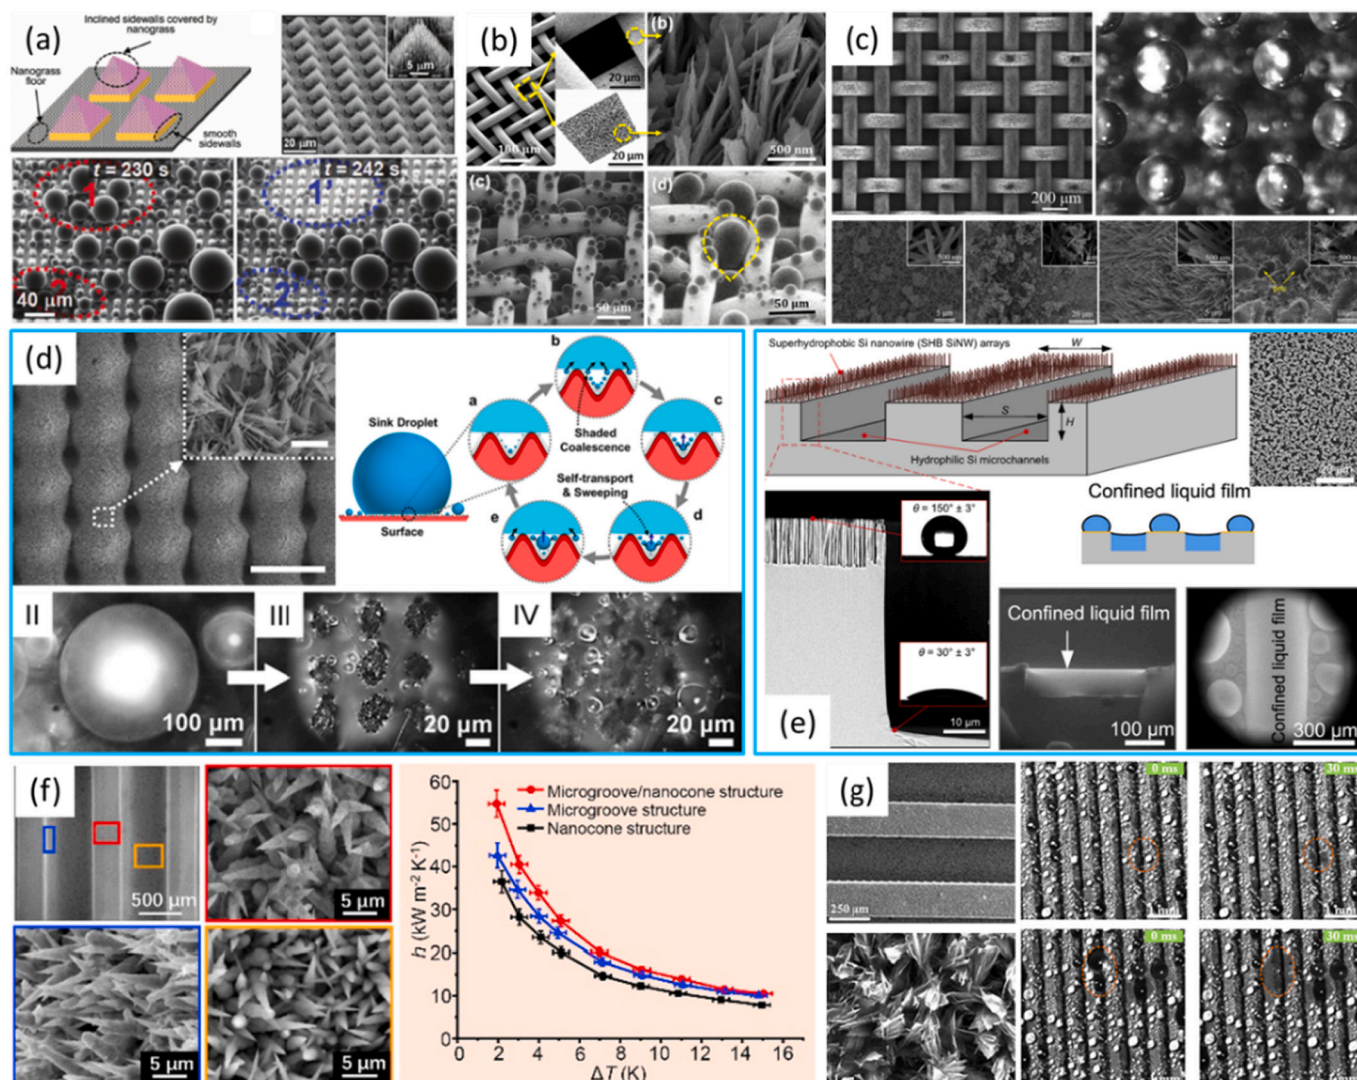 (a)
Inclined sidewalls covered by
nanograss
Nanograss
floor
smooth
sidewalls
5 μm
20 μm
t = 230 s
t = 242 s
1
1'
2'
40 μm
(b)
100 μm
20 μm
20 μm
(b)
500 nm
(c)
50 μm
(d)
50 μm
(c)
200 μm
(d)
Sink Droplet
Surface
a
b
c
d
e
Shaded
Coalescence
Self-transport
& Sweeping
II
100 μm
III
20 μm
IV
20 μm
Superhydrophobic Si nanowire (SHB SiNW) arrays
W
S
H
Hydrophilic Si microchannels
θ = 150° ± 3°
θ = 30° ± 3°
10 μm
(e)
Confined liquid film
Confined liquid film
100 μm
Confined liquid film
300 μm
(f)
500 μm
5 μm
5 μm
5 μm
Microgroove/nanocone structure
Microgroove structure
Nanocone structure
h (kW m-2 K-1)
60
50
40
30
20
10
0
0 2 4 6 8 10 12 14 16
ΔT (K)
(g)
250 μm
0 ms
30 ms
0 ms
30 ms